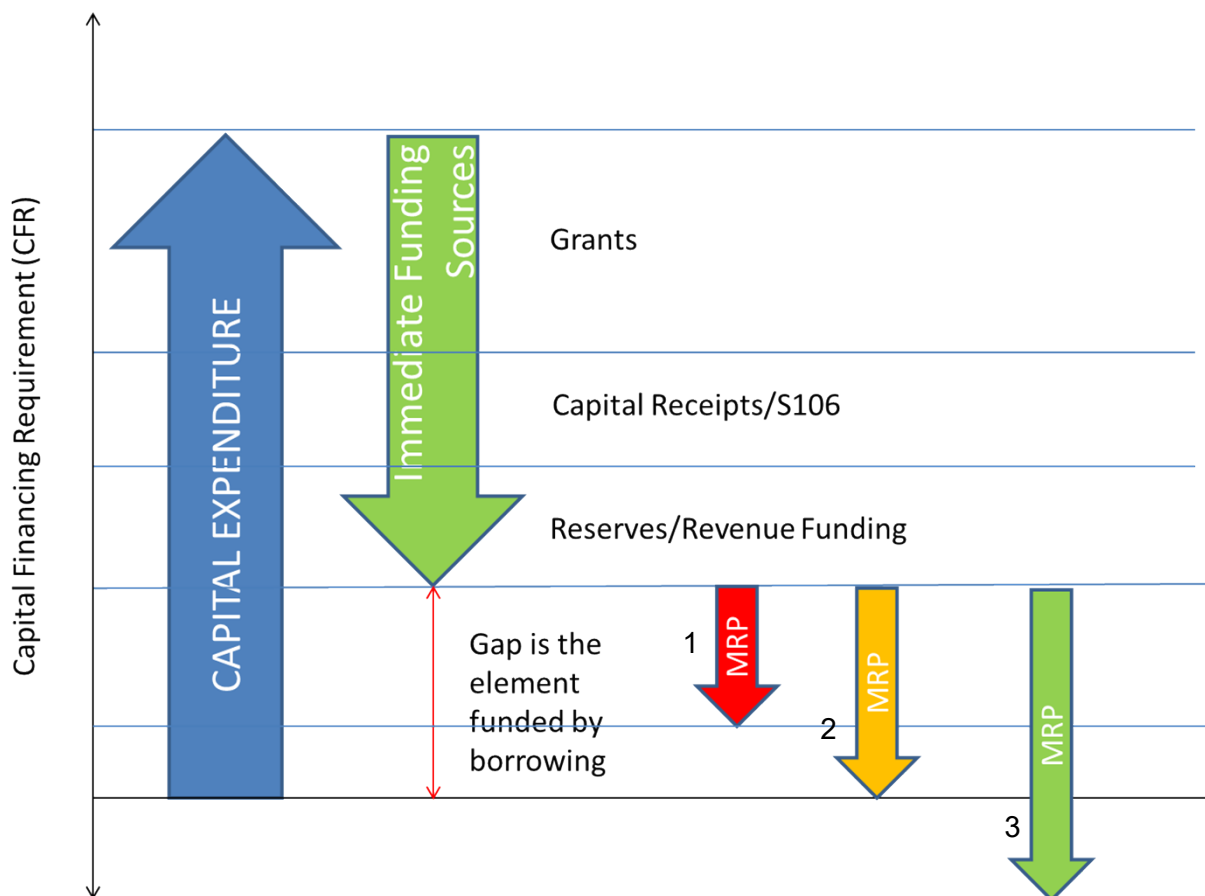 Capital Financing Requirement (CFR)
CAPITAL EXPENDITURE
Immediate Funding
Sources
Grants
Capital Receipts/S106
Reserves/Revenue Funding
Gap is the
element
funded by
borrowing
1
MRP
2
MRP
3
MRP